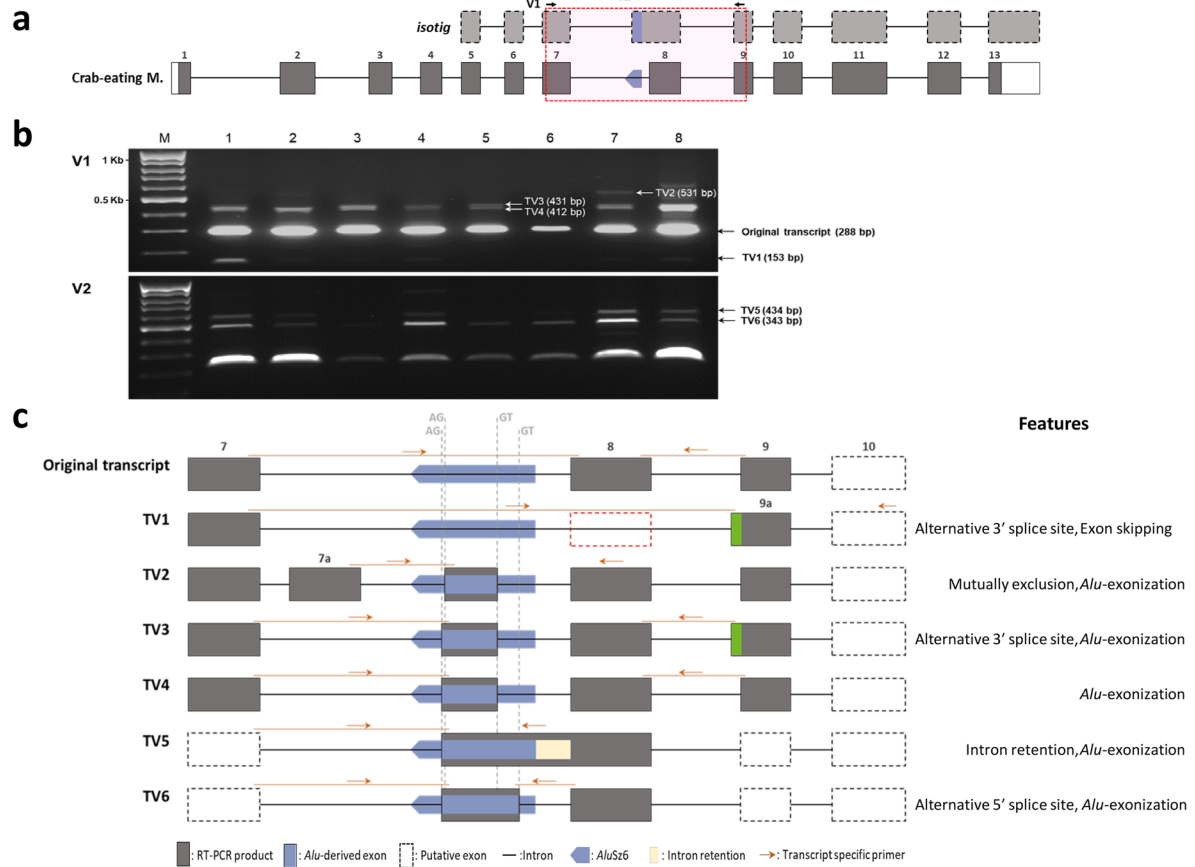 a
V1
isotig
1 2 3 4 5 6 7 8 9 10 11 12 13
Crab-eating M.
b
M 1 2 3 4 5 6 7 8
V1
1 Kb
0.5 Kb
TV2 (531 bp)
TV3 (431 bp)
TV4 (412 bp)
Original transcript (288 bp)
TV1 (153 bp)
V2
TV5 (434 bp)
TV6 (343 bp)
c
AG GT
AG GT
Features
7 8 9 10
Original transcript
9a
TV1 Alternative 3′ splice site, Exon skipping
7a
TV2 Mutually exclusion, Alu-exonization
TV3 Alternative 3′ splice site, Alu-exonization
TV4 Alu-exonization
TV5 Intron retention, Alu-exonization
TV6 Alternative 5′ splice site, Alu-exonization
: RT-PCR product : Alu-derived exon : Putative exon : Intron : AluSz6 : Intron retention : Transcript specific primer